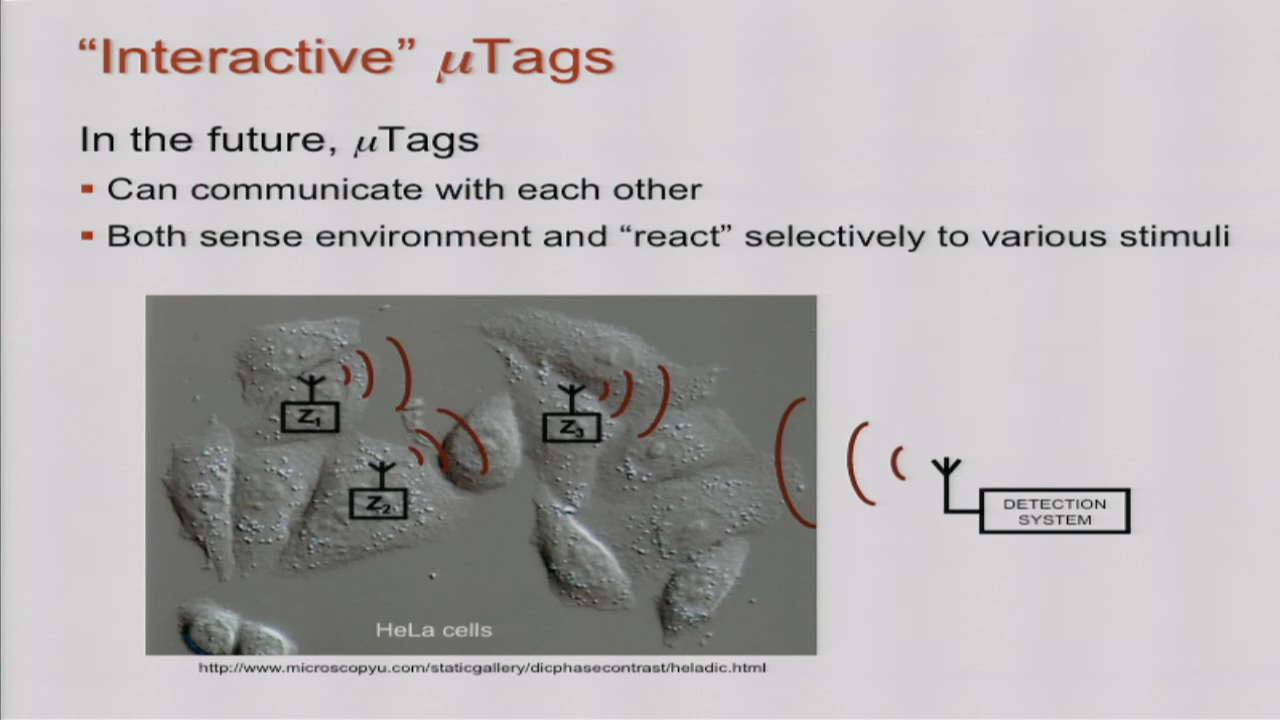 “Interactive” μTags
In the future, μTags
Can communicate with each other
Both sense environment and “react” selectively to various stimuli
Z1
Z3
Z2
DETECTION
SYSTEM
HeLa cells
http://www.microscopyu.com/staticgallery/dicphasecontrast/heladic.html